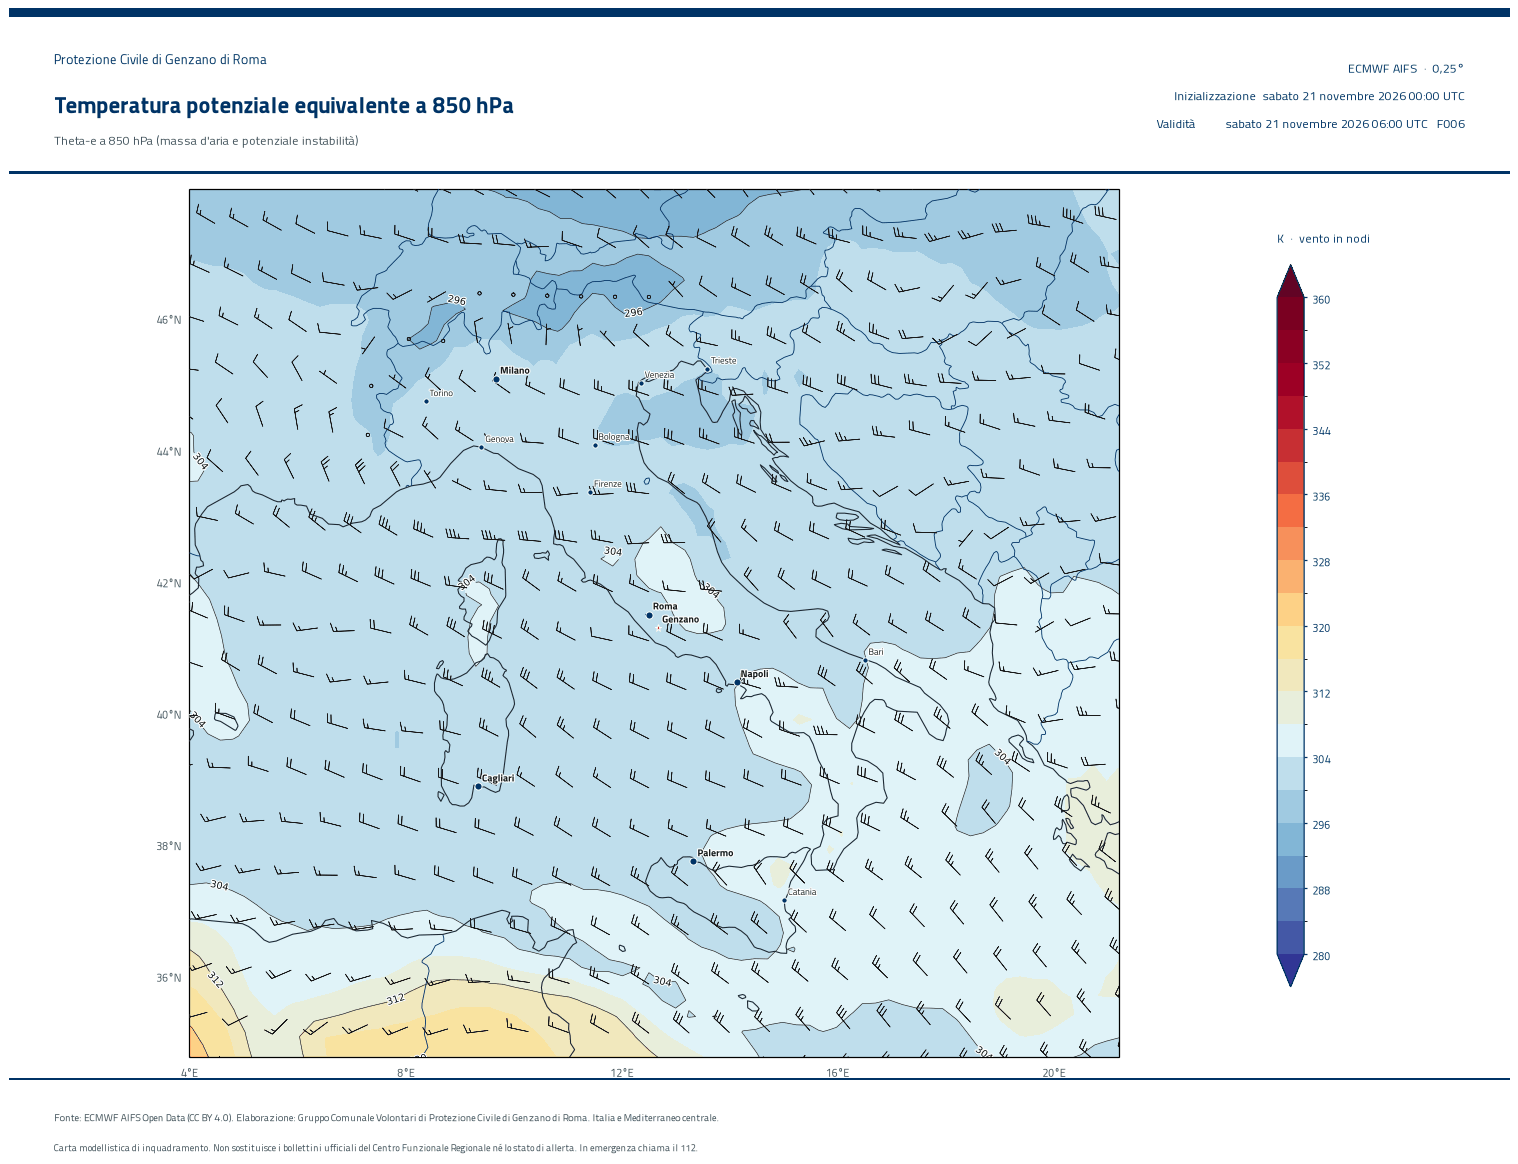 Protezione Civile di Genzano di Roma
Temperatura potenziale equivalente a 850 hPa
Theta-e a 850 hPa (massa d'aria e potenziale instabilità)
ECMWF AIFS · 0,25°
Inizializzazione sabato 21 novembre 2026 00:00 UTC
Validità sabato 21 novembre 2026 06:00 UTC F006
K · vento in nodi
360
352
344
336
328
320
312
304
296
288
280
46°N
44°N
42°N
40°N
38°N
36°N
4°E
8°E
12°E
16°E
20°E
296
296
Trieste
Milano
Venezia
Torino
Genova
Bologna
304
Firenze
304
304
304
Roma
Genzano
Bari
Napoli
304
304
Cagliari
Palermo
304
Catania
312
304
312
304
Fonte: ECMWF AIFS Open Data (CC BY 4.0). Elaborazione: Gruppo Comunale Volontari di Protezione Civile di Genzano di Roma. Italia e Mediterraneo centrale.
Carta modellistica di inquadramento. Non sostituisce i bollettini ufficiali del Centro Funzionale Regionale né lo stato di allerta. In emergenza chiama il 112.